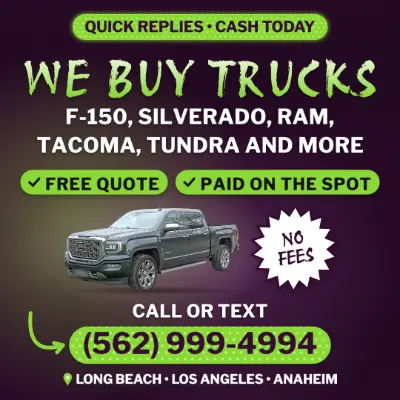 QUICK REPLIES • CASH TODAY
WE BUY TRUCKS
F-150, SILVERADO, RAM,
TACOMA, TUNDRA AND MORE
✓ FREE QUOTE ✓ PAID ON THE SPOT
NO
FEES
CALL OR TEXT
(562) 999-4994
LONG BEACH • LOS ANGELES • ANAHEIM